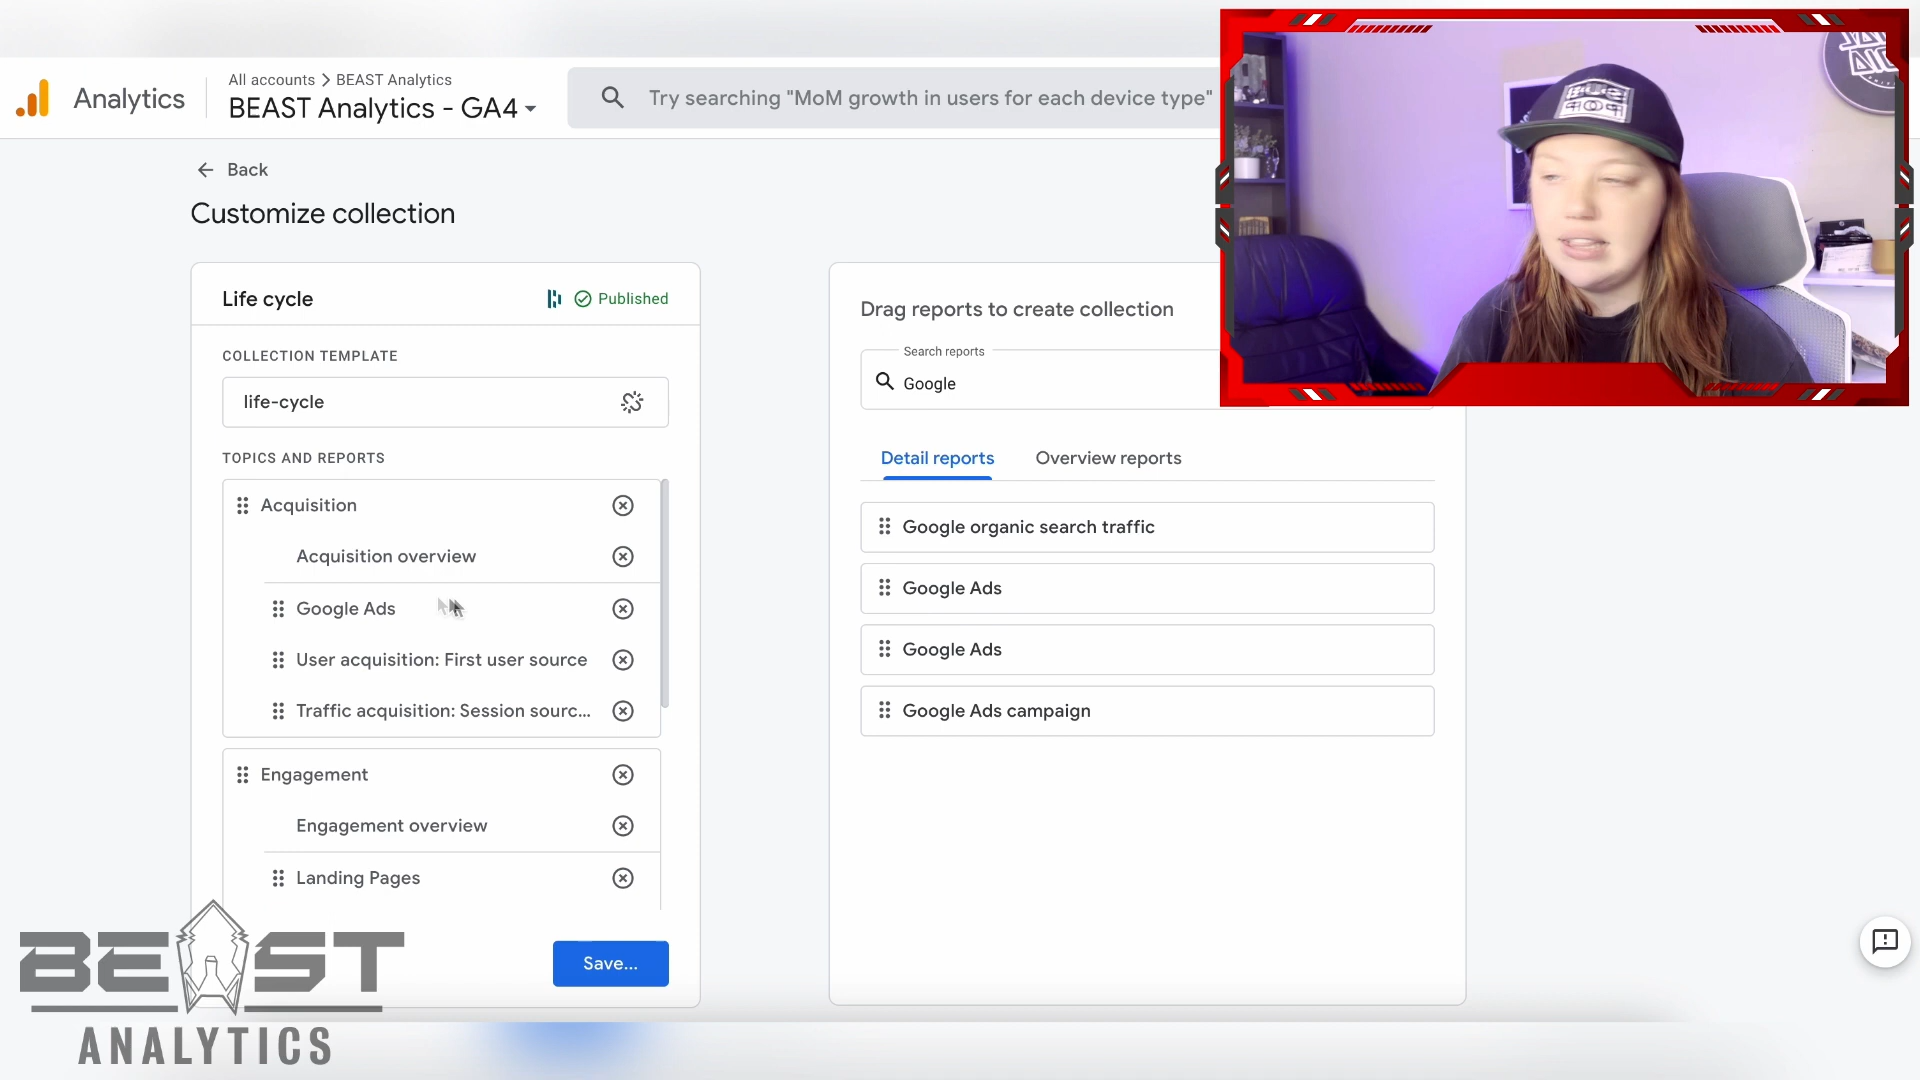 Analytics
All accounts > BEAST Analytics
BEAST Analytics - GA4
Try searching "MoM growth in users for each device type"
Back
Customize collection
Life cycle
Published
COLLECTION TEMPLATE
life-cycle
TOPICS AND REPORTS
Acquisition
Acquisition overview
Google Ads
User acquisition: First user source
Traffic acquisition: Session sourc...
Engagement
Engagement overview
Landing Pages
Save...
Drag reports to create collection
Search reports
Google
Detail reports
Overview reports
Google organic search traffic
Google Ads
Google Ads
Google Ads campaign
BEAST
ANALYTICS